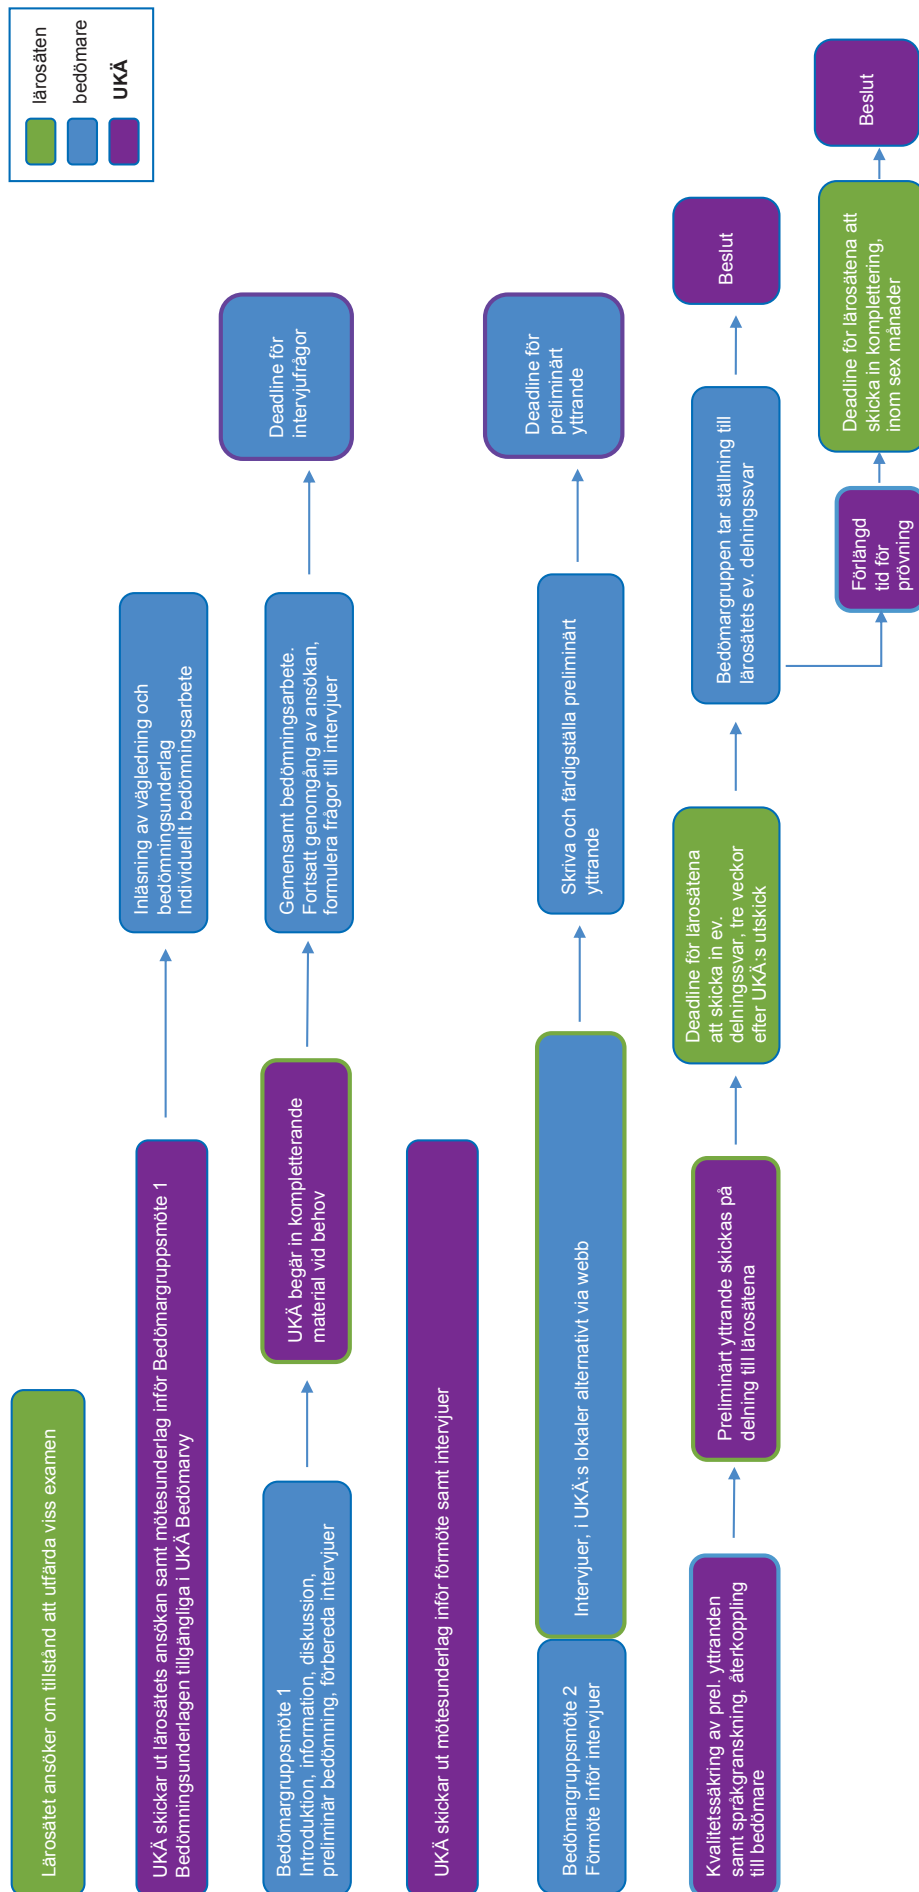 lärosäten
bedömare
UKÄ
Lärosätet ansöker om tillstånd att utfärda viss examen
UKÄ skickar ut lärosätets ansökan samt mötesunderlag inför Bedömargruppsmöte 1
Bedömningsunderlagen tillgängliga i UKÄ Bedömarvy
Inläsning av vägledning och
bedömningsunderlag
Individuellt bedömningsarbete
Bedömargruppsmöte 1
Introduktion, information, diskussion,
preliminär bedömning, förbereda intervjuer
UKÄ begär in kompletterande
material vid behov
Gemensamt bedömningsarbete.
Fortsatt genomgång av ansökan,
formulera frågor till intervjuer
Deadline för
intervjufrågor
UKÄ skickar ut mötesunderlag inför förmöte samt intervjuer
Bedömargruppsmöte 2
Förmöte inför intervjuer
Intervjuer, i UKÄ:s lokaler alternativt via webb
Skriva och färdigställa preliminärt
yttrande
Deadline för
preliminärt
yttrande
Kvalitetssäkring av prel. yttranden
samt språkgranskning, återkoppling
till bedömare
Preliminärt yttrande skickas på
delning till lärosätena
Deadline för lärosätena
att skicka in ev.
delningssvar, tre veckor
efter UKÄ:s utskick
Bedömargruppen tar ställning till
lärosätets ev. delningssvar
Beslut
Förlängd
tid för
prövning
Deadline för lärosätena att
skicka in komplettering,
inom sex månader
Beslut